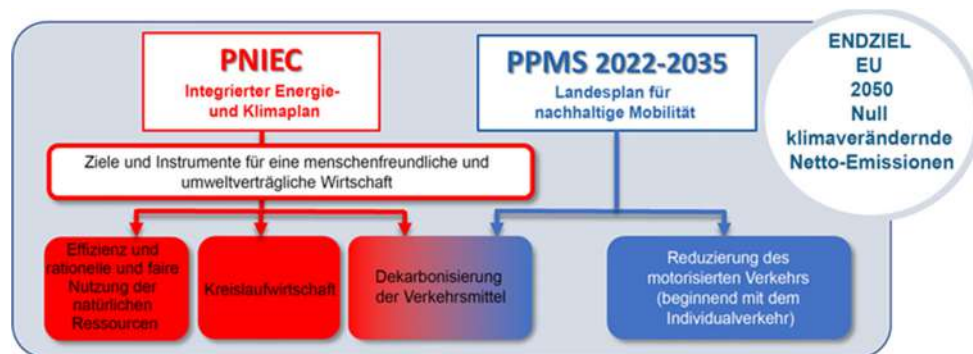 PNIEC
Integrierter Energie-
und Klimaplan
PPMS 2022-2035
Landesplan für
nachhaltige Mobilität
ENDZIEL
EU
2050
Null
klimaverändernde
Netto-Emissionen
Ziele und Instrumente für eine menschenfreundliche und
umweltverträgliche Wirtschaft
Effizienz und
rationelle und faire
Nutzung der
natürlichen
Ressourcen
Kreislaufwirtschaft
Dekarbonisierung
der Verkehrsmittel
Reduzierung des
motorisierten Verkehrs
(beginnend mit dem
Individualverkehr)